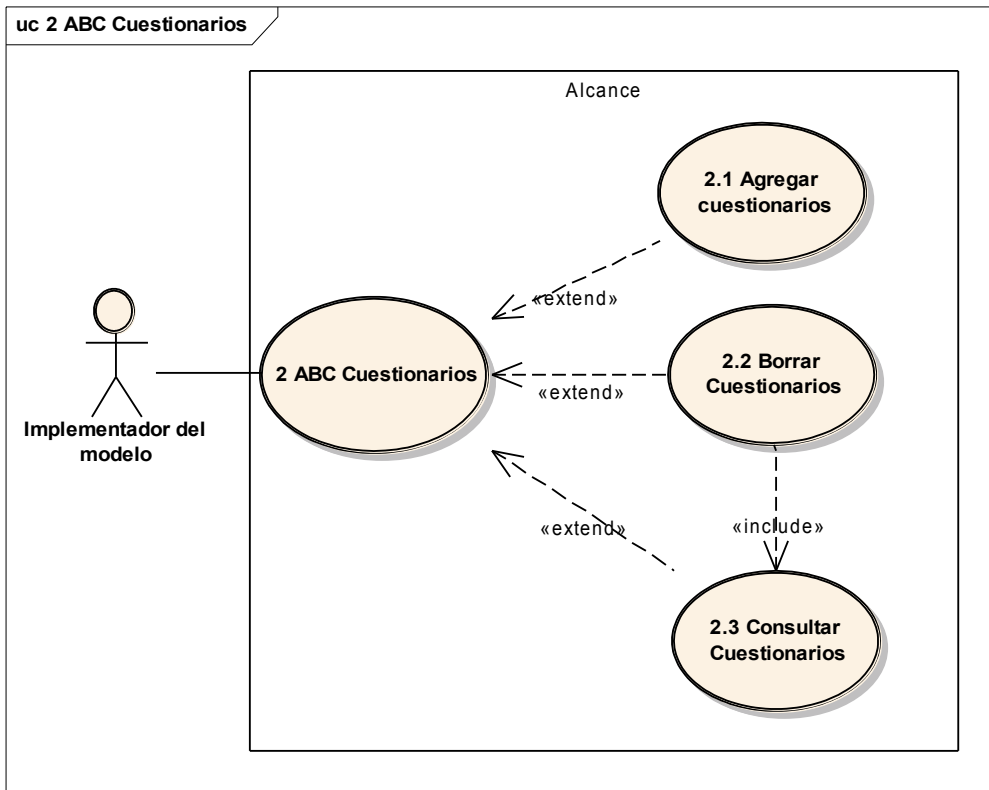 uc 2 ABC Cuestionarios
Alcance
2.1 Agregar
cuestionarios
«extend»
2 ABC Cuestionarios
«extend»
2.2 Borrar
Cuestionarios
Implementador del
modelo
«extend»
«include»
2.3 Consultar
Cuestionarios